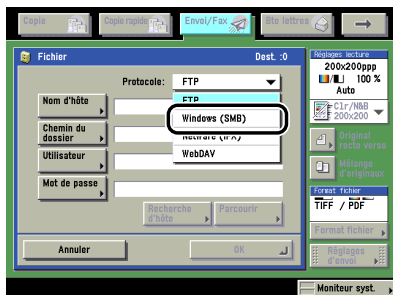 Copie
Copie rapide
Envoi/Fax
Bte lettres
Fichier
Dest. :0
Protocole:
FTP
FTP
Windows (SMB)
NetWare (IPX)
WebDAV
Nom d'hôte
Chemin du
dossier
Utilisateur
Mot de passe
Recherche
d'hôte
Parcourir
Annuler
OK
Réglages lecture
200x200ppp
100 %
Auto
Clr/N&B
200x200
Original
recto verso
Mélange
d'originaux
Format fichier
TIFF / PDF
Format fichier
Réglages
d'envoi
Moniteur syst.